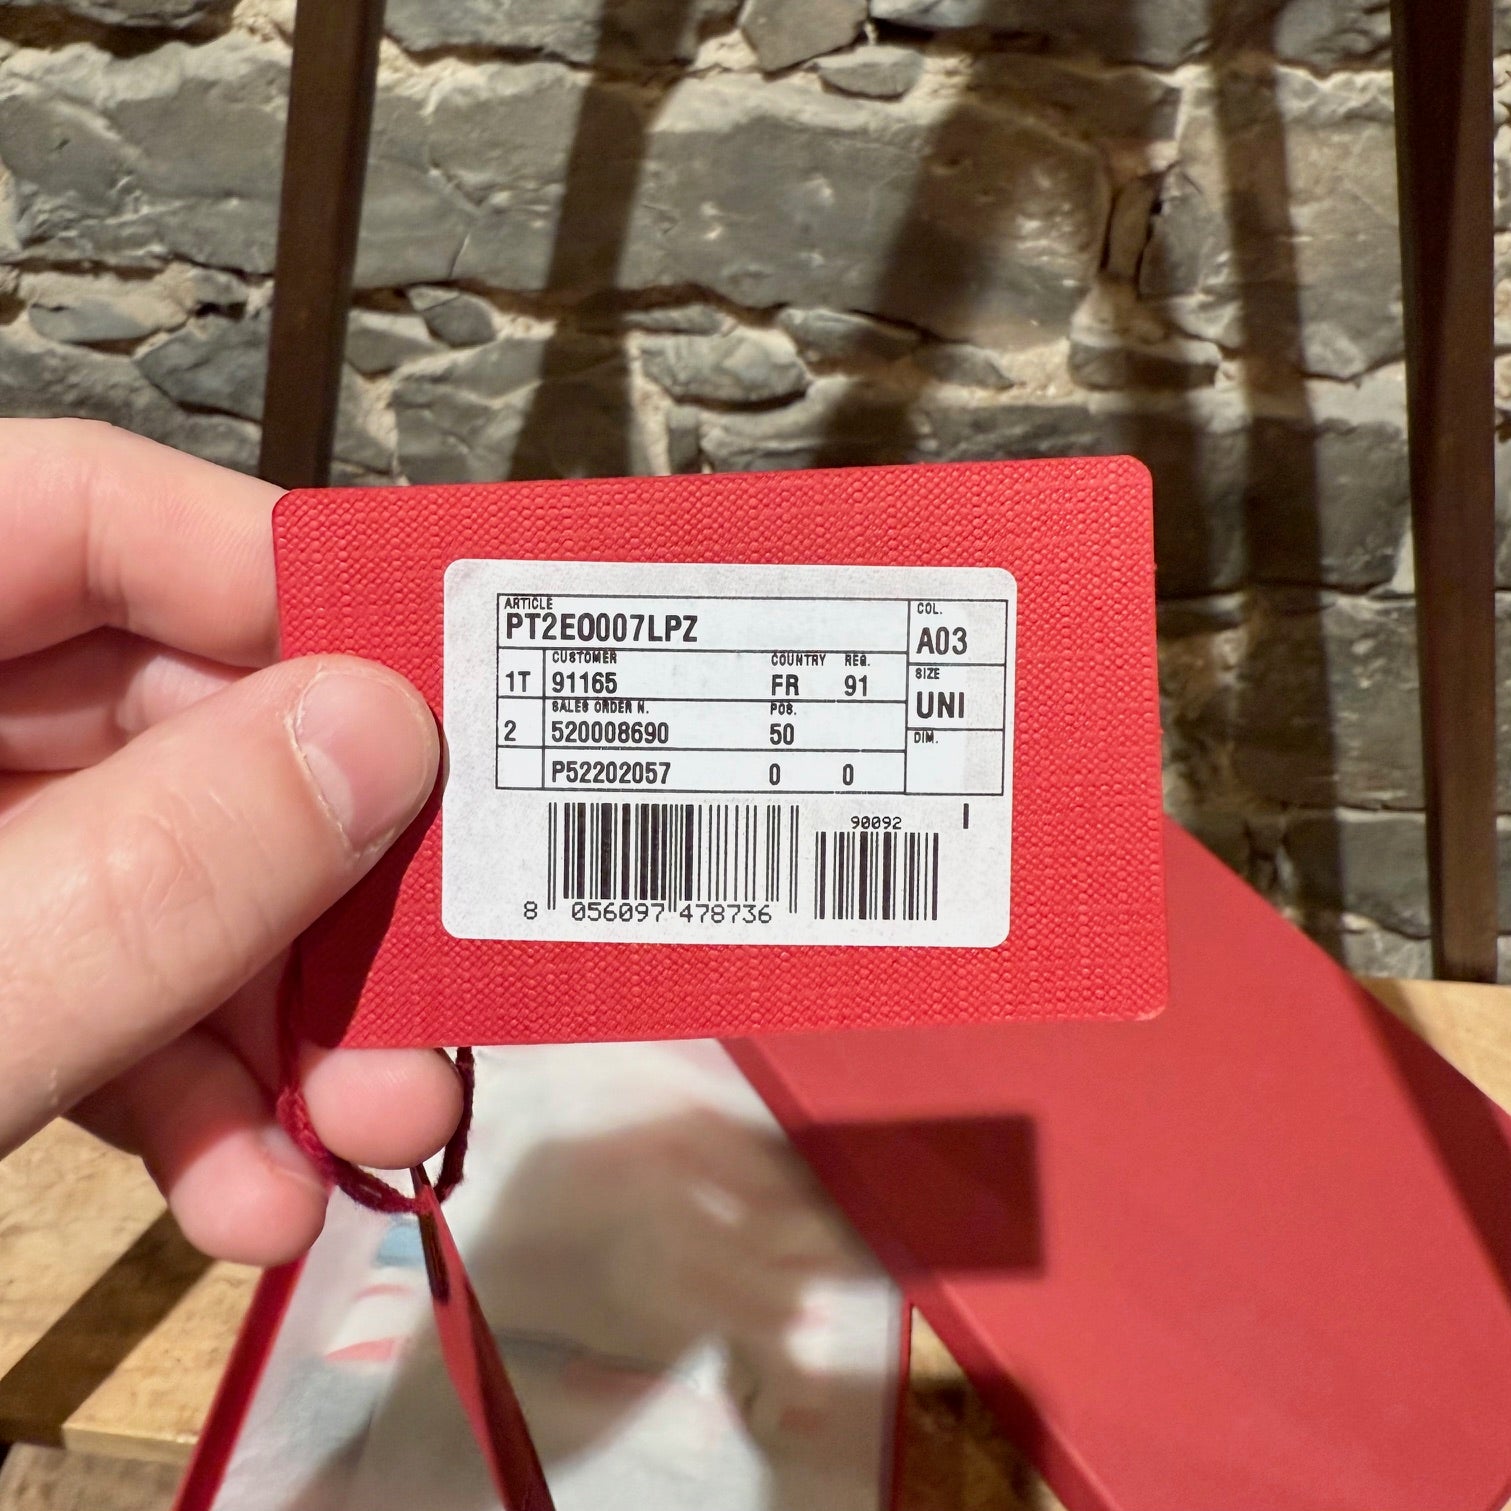 ARTICLE
PT2E0007LPZ
COL.
A03
CUSTOMER COUNTRY REG.
1T 91165 FR 91
SIZE
UNI
SALES ORDER N. POS.
2 520008690 50
DIM.
P52202057 0 0
90092
8 056097 478736